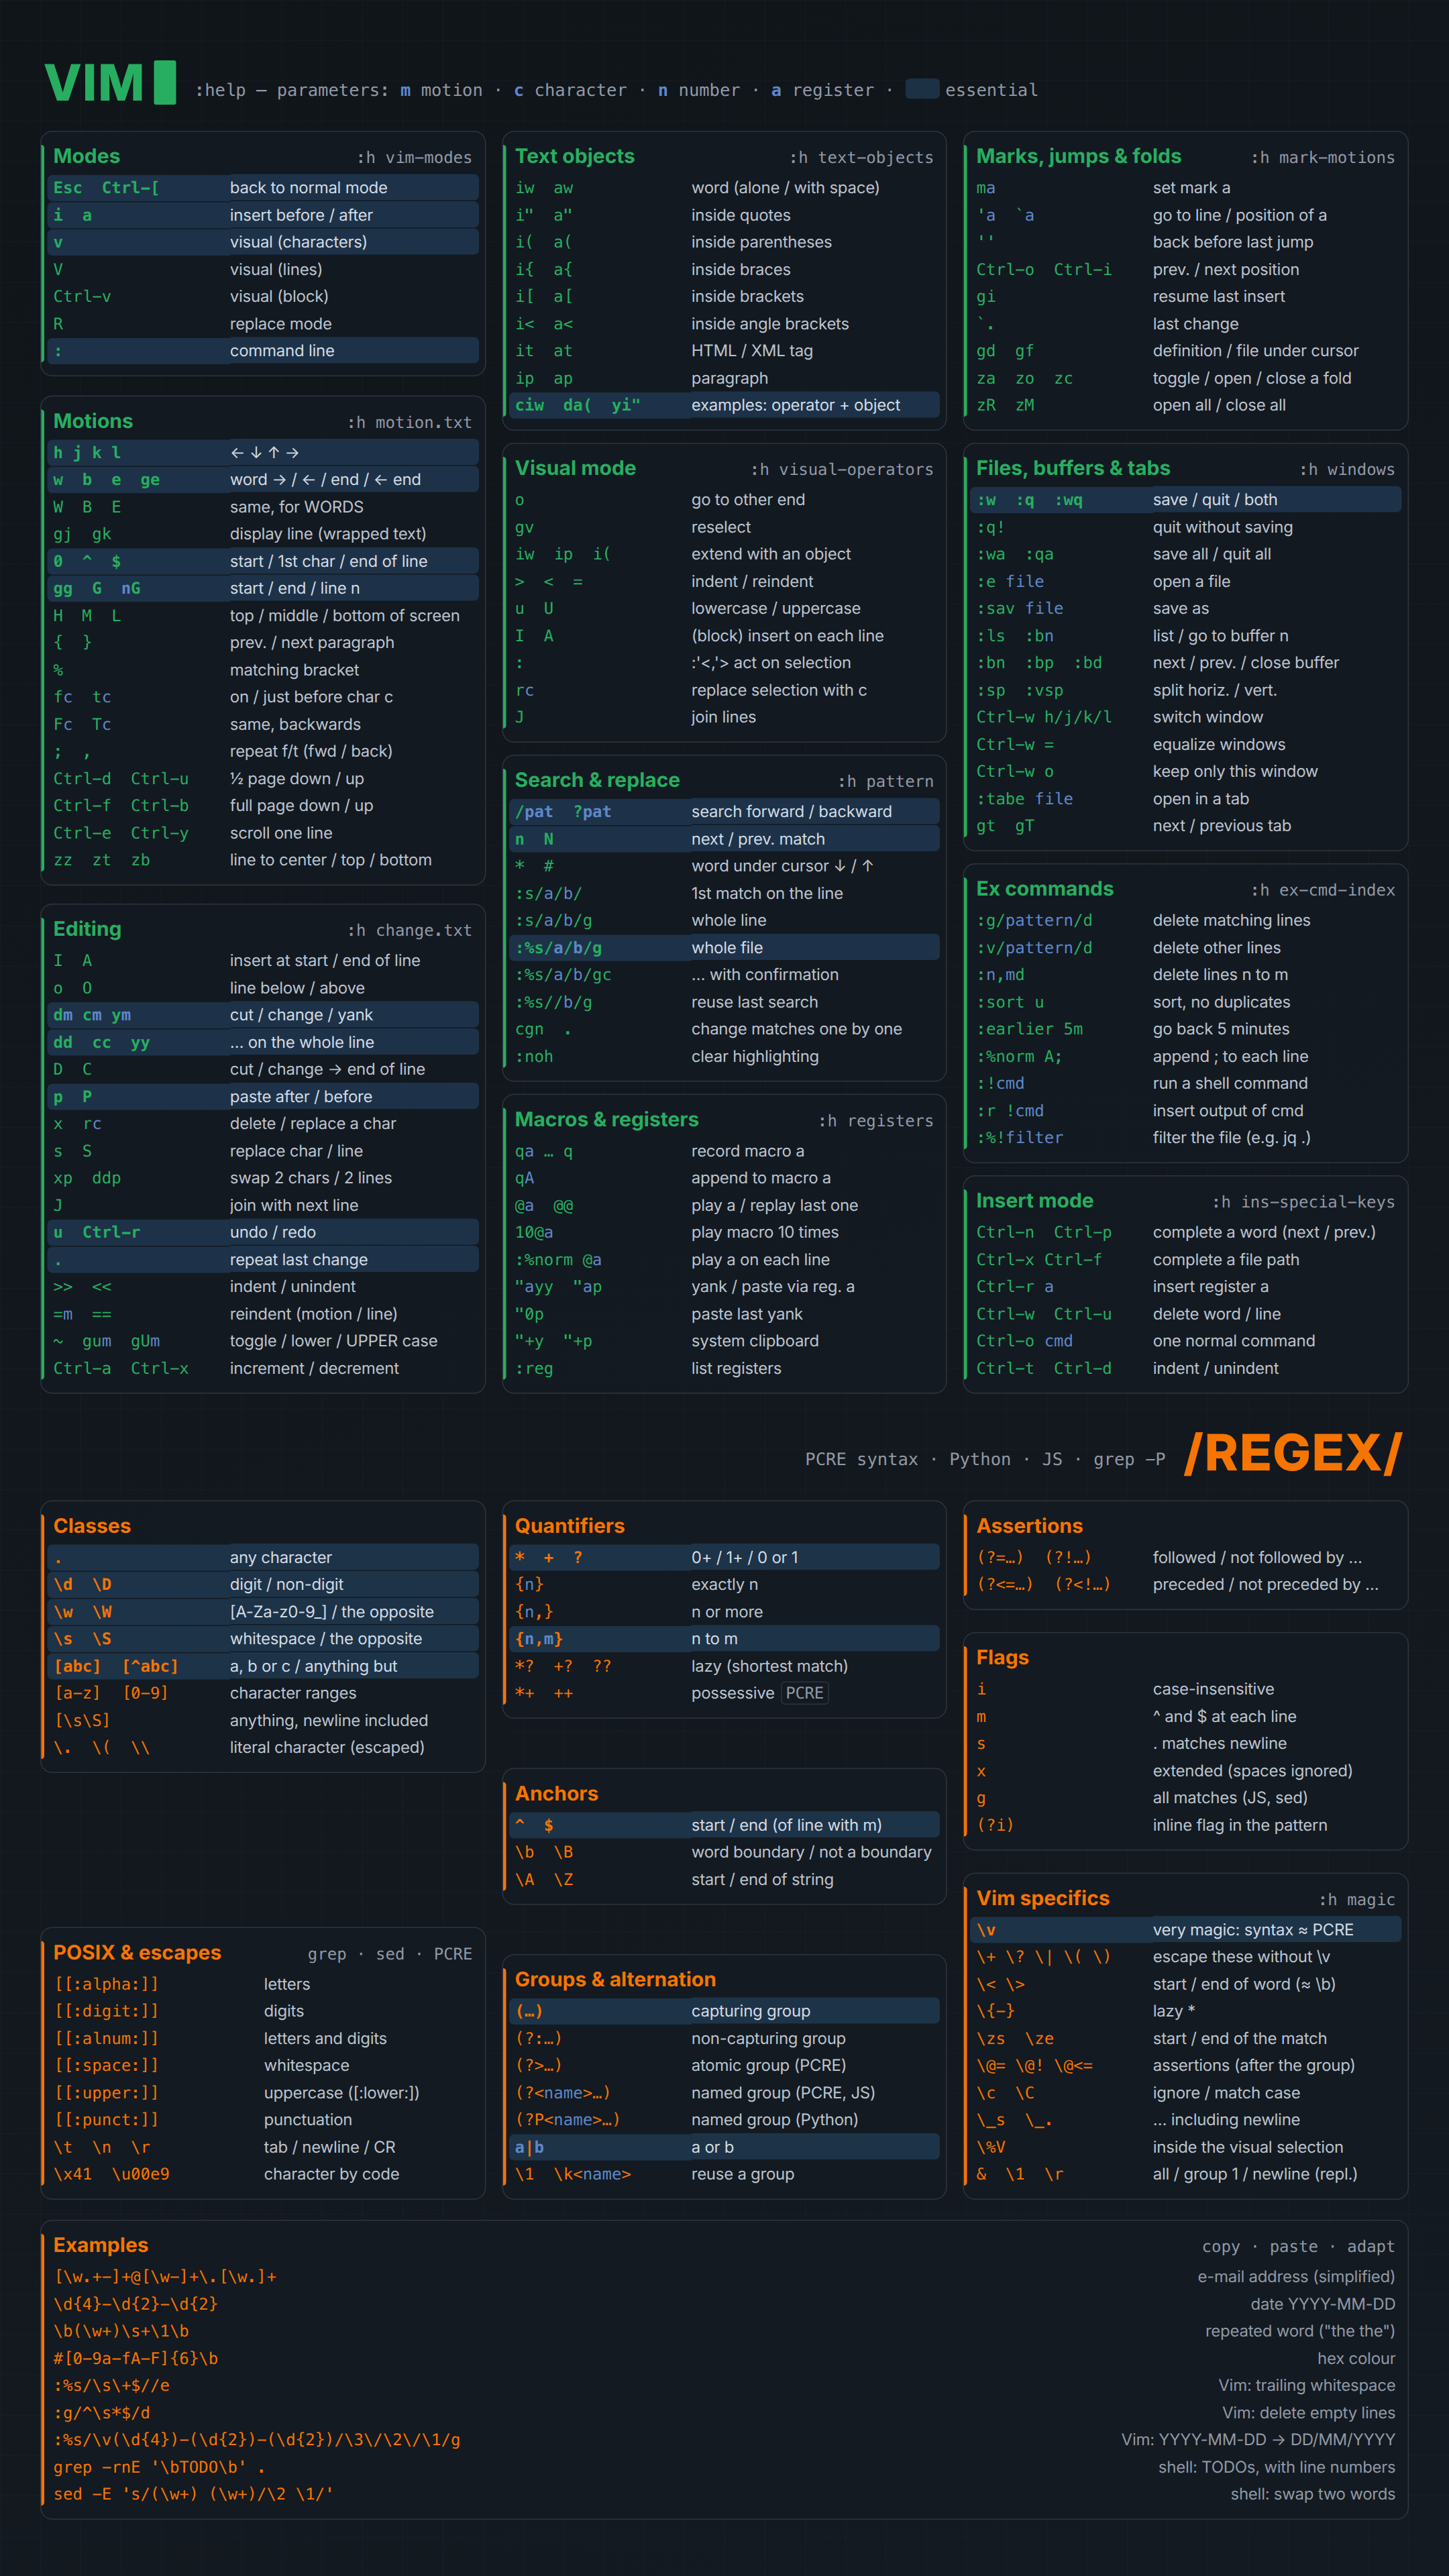 VIM :help — parameters: m motion · c character · n number · a register · essential
Modes :h vim-modes
Esc Ctrl-[ back to normal mode
i a insert before / after
v visual (characters)
V visual (lines)
Ctrl-v visual (block)
R replace mode
: command line
Motions :h motion.txt
h j k l ← ↓ ↑ →
w b e ge word → / ← / end / ← end
W B E same, for WORDS
gj gk display line (wrapped text)
0 ^ $ start / 1st char / end of line
gg G nG start / end / line n
H M L top / middle / bottom of screen
{ } prev. / next paragraph
% matching bracket
fc tc on / just before char c
Fc Tc same, backwards
; , repeat f/t (fwd / back)
Ctrl-d Ctrl-u ½ page down / up
Ctrl-f Ctrl-b full page down / up
Ctrl-e Ctrl-y scroll one line
zz zt zb line to center / top / bottom
Editing :h change.txt
I A insert at start / end of line
o O line below / above
dm cm ym cut / change / yank
dd cc yy … on the whole line
D C cut / change → end of line
p P paste after / before
x rc delete / replace a char
s S replace char / line
xp ddp swap 2 chars / 2 lines
J join with next line
u Ctrl-r undo / redo
. repeat last change
>> << indent / unindent
=m == reindent (motion / line)
~ gum gUm toggle / lower / UPPER case
Ctrl-a Ctrl-x increment / decrement
Text objects :h text-objects
iw aw word (alone / with space)
i" a" inside quotes
i( a( inside parentheses
i{ a{ inside braces
i[ a[ inside brackets
i< a< inside angle brackets
it at HTML / XML tag
ip ap paragraph
ciw da( yi" examples: operator + object
Visual mode :h visual-operators
o go to other end
gv reselect
iw ip i( extend with an object
> < = indent / reindent
u U lowercase / uppercase
I A (block) insert on each line
: :'<,'> act on selection
rc replace selection with c
J join lines
Search & replace :h pattern
/pat ?pat search forward / backward
n N next / prev. match
* # word under cursor ↓ / ↑
:s/a/b/ 1st match on the line
:s/a/b/g whole line
:%s/a/b/g whole file
:%s/a/b/gc … with confirmation
:%s//b/g reuse last search
cgn . change matches one by one
:noh clear highlighting
Macros & registers :h registers
qa … q record macro a
qA append to macro a
@a @@ play a / replay last one
10@a play macro 10 times
:%norm @a play a on each line
"ayy "ap yank / paste via reg. a
"0p paste last yank
"+y "+p system clipboard
:reg list registers
Marks, jumps & folds :h mark-motions
ma set mark a
'a `a go to line / position of a
'' back before last jump
Ctrl-o Ctrl-i prev. / next position
gi resume last insert
`. last change
gd gf definition / file under cursor
za zo zc toggle / open / close a fold
zR zM open all / close all
Files, buffers & tabs :h windows
:w :q :wq save / quit / both
:q! quit without saving
:wa :qa save all / quit all
:e file open a file
:sav file save as
:ls :bn list / go to buffer n
:bn :bp :bd next / prev. / close buffer
:sp :vsp split horiz. / vert.
Ctrl-w h/j/k/l switch window
Ctrl-w = equalize windows
Ctrl-w o keep only this window
:tabe file open in a tab
gt gT next / previous tab
Ex commands :h ex-cmd-index
:g/pattern/d delete matching lines
:v/pattern/d delete other lines
:n,md delete lines n to m
:sort u sort, no duplicates
:earlier 5m go back 5 minutes
:%norm A; append ; to each line
:!cmd run a shell command
:r !cmd insert output of cmd
:%!filter filter the file (e.g. jq .)
Insert mode :h ins-special-keys
Ctrl-n Ctrl-p complete a word (next / prev.)
Ctrl-x Ctrl-f complete a file path
Ctrl-r a insert register a
Ctrl-w Ctrl-u delete word / line
Ctrl-o cmd one normal command
Ctrl-t Ctrl-d indent / unindent
PCRE syntax · Python · JS · grep -P /REGEX/
Classes
. any character
\d \D digit / non-digit
\w \W [A-Za-z0-9_] / the opposite
\s \S whitespace / the opposite
[abc] [^abc] a, b or c / anything but
[a-z] [0-9] character ranges
[\s\S] anything, newline included
\. \( \\ literal character (escaped)
POSIX & escapes grep · sed · PCRE
[[:alpha:]] letters
[[:digit:]] digits
[[:alnum:]] letters and digits
[[:space:]] whitespace
[[:upper:]] uppercase ([:lower:])
[[:punct:]] punctuation
\t \n \r tab / newline / CR
\x41 \u00e9 character by code
Quantifiers
* + ? 0+ / 1+ / 0 or 1
{n} exactly n
{n,} n or more
{n,m} n to m
*? +? ?? lazy (shortest match)
*+ ++ possessive PCRE
Anchors
^ $ start / end (of line with m)
\b \B word boundary / not a boundary
\A \Z start / end of string
Groups & alternation
(…) capturing group
(?:…) non-capturing group
(?>…) atomic group (PCRE)
(?<name>…) named group (PCRE, JS)
(?P<name>…) named group (Python)
a|b a or b
\1 \k<name> reuse a group
Assertions
(?=…) (?!…) followed / not followed by …
(?<=…) (?<!…) preceded / not preceded by …
Flags
i case-insensitive
m ^ and $ at each line
s . matches newline
x extended (spaces ignored)
g all matches (JS, sed)
(?i) inline flag in the pattern
Vim specifics :h magic
\v very magic: syntax ≈ PCRE
\+ \? \| \( \) escape these without \v
\< \> start / end of word (≈ \b)
\{-} lazy *
\zs \ze start / end of the match
\@= \@! \@<= assertions (after the group)
\c \C ignore / match case
\_s \_. … including newline
\%V inside the visual selection
& \1 \r all / group 1 / newline (repl.)
Examples copy · paste · adapt
[\w.+-]+@[\w-]+\.[\w.]+ e-mail address (simplified)
\d{4}-\d{2}-\d{2} date YYYY-MM-DD
\b(\w+)\s+\1\b repeated word ("the the")
#[0-9a-fA-F]{6}\b hex colour
:%s/\s\+$//e Vim: trailing whitespace
:g/^\s*$/d Vim: delete empty lines
:%s/\v(\d{4})-(\d{2})-(\d{2})/\3\/\2\/\1/g Vim: YYYY-MM-DD → DD/MM/YYYY
grep -rnE '\bTODO\b' . shell: TODOs, with line numbers
sed -E 's/(\w+) (\w+)/\2 \1/' shell: swap two words